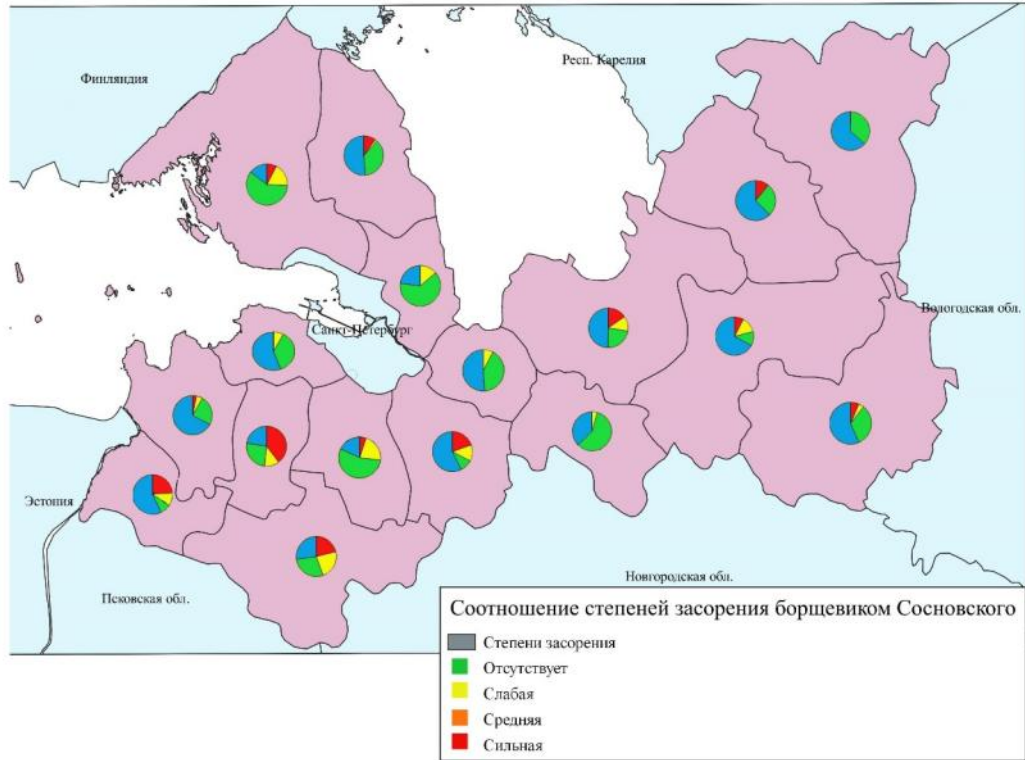 Финляндия
Респ. Карелия
Санкт-Петербург
Вологодская обл.
Эстония
Псковская обл.
Новгородская обл.
Соотношение степеней засорения борщевиком Сосновского
Степени засорения
Отсутствует
Слабая
Средняя
Сильная